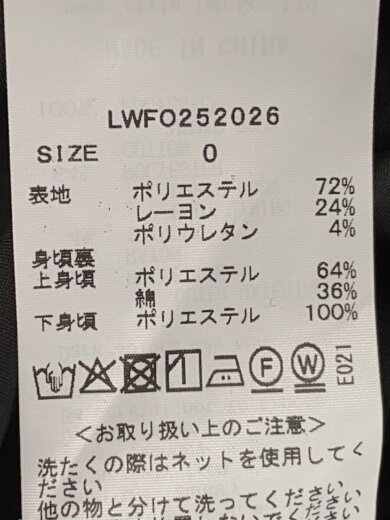 LWFO252026
SIZE 0
表地 ポリエステル 72%
レーヨン 24%
ポリウレタン 4%
身頃裏
上身頃 ポリエステル 64%
綿 36%
下身頃 ポリエステル 100%
F W E021
<お取り扱い上のご注意>
洗たくの際はネットを使用してく
ださい
他の物と分けて洗ってください